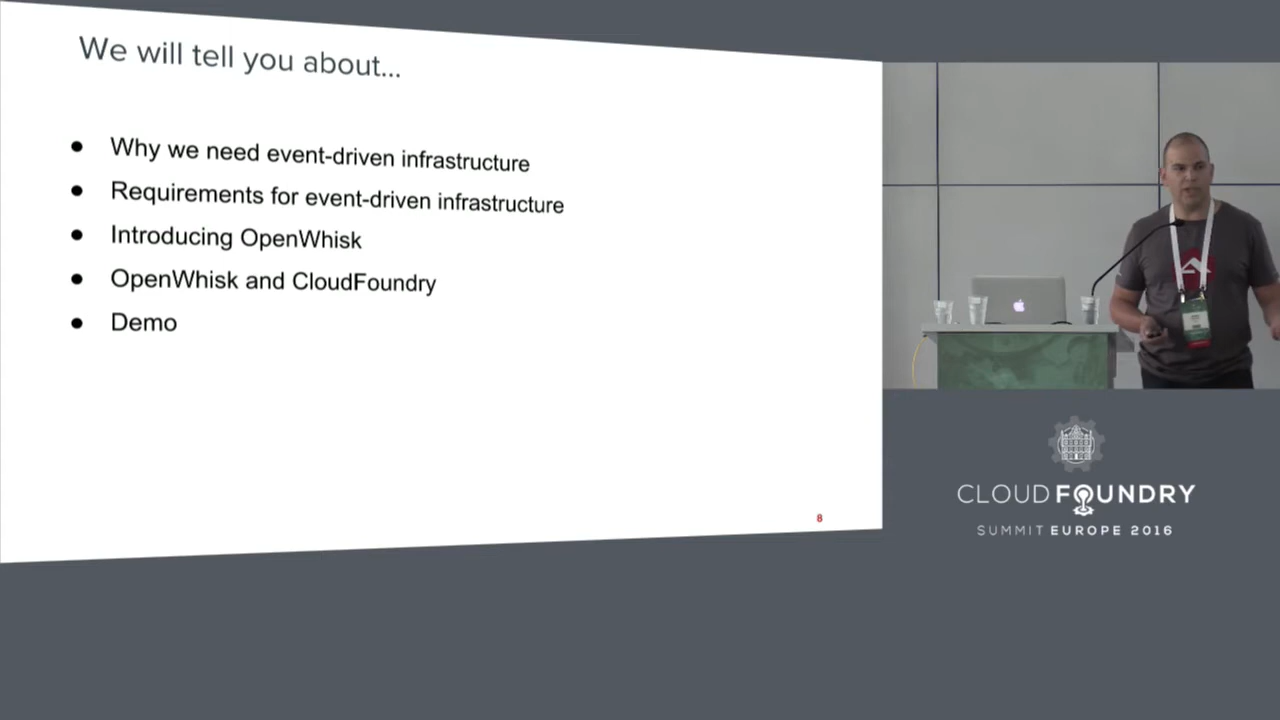 We will tell you about...
● Why we need event-driven infrastructure
● Requirements for event-driven infrastructure
● Introducing OpenWhisk
● OpenWhisk and CloudFoundry
● Demo
8
CLOUD FOUNDRY
SUMMIT EUROPE 2016